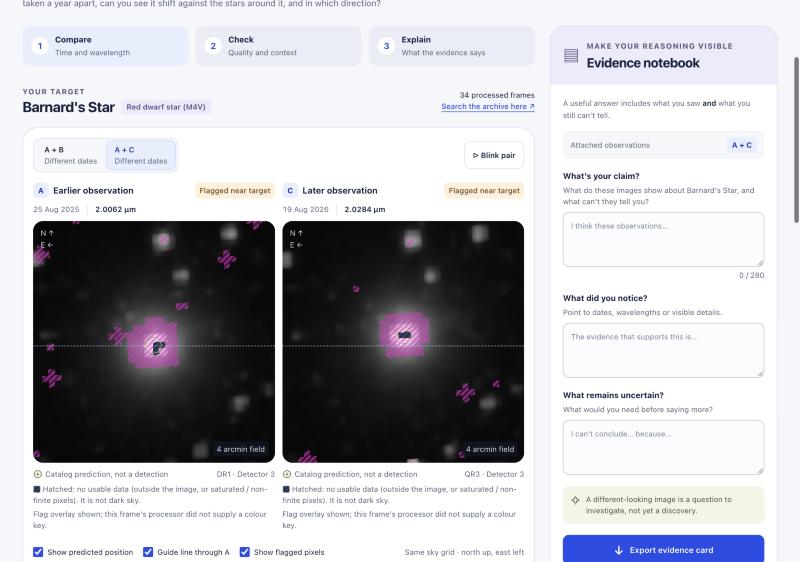 taken a year apart, can you see it shift against the stars around it, and in which direction?
1
Compare
Time and wavelength
2
Check
Quality and context
3
Explain
What the evidence says
YOUR TARGET
Barnard's Star
Red dwarf star (M4V)
34 processed frames
Search the archive here ↗
A + B
Different dates
A + C
Different dates
Blink pair
A
Earlier observation
Flagged near target
25 Aug 2025
2.0062 µm
N ↑
E ←
4 arcmin field
Catalog prediction, not a detection
DR1 · Detector 3
Hatched: no usable data (outside the image, or saturated / non-
finite pixels). It is not dark sky.
Flag overlay shown; this frame's processor did not supply a colour
key.
C
Later observation
Flagged near target
19 Aug 2026
2.0284 µm
N ↑
E ←
4 arcmin field
Catalog prediction, not a detection
QR3 · Detector 3
Hatched: no usable data (outside the image, or saturated / non-
finite pixels). It is not dark sky.
Flag overlay shown; this frame's processor did not supply a colour
key.
Show predicted position
Guide line through A
Show flagged pixels
Same sky grid · north up, east left
MAKE YOUR REASONING VISIBLE
Evidence notebook
A useful answer includes what you saw and what you
still can't tell.
Attached observations
A + C
What's your claim?
What do these images show about Barnard's Star, and
what can't they tell you?
I think these observations...
0 / 280
What did you notice?
Point to dates, wavelengths or visible details.
The evidence that supports this is...
What remains uncertain?
What would you need before saying more?
I can't conclude... because...
A different-looking image is a question to
investigate, not yet a discovery.
Export evidence card